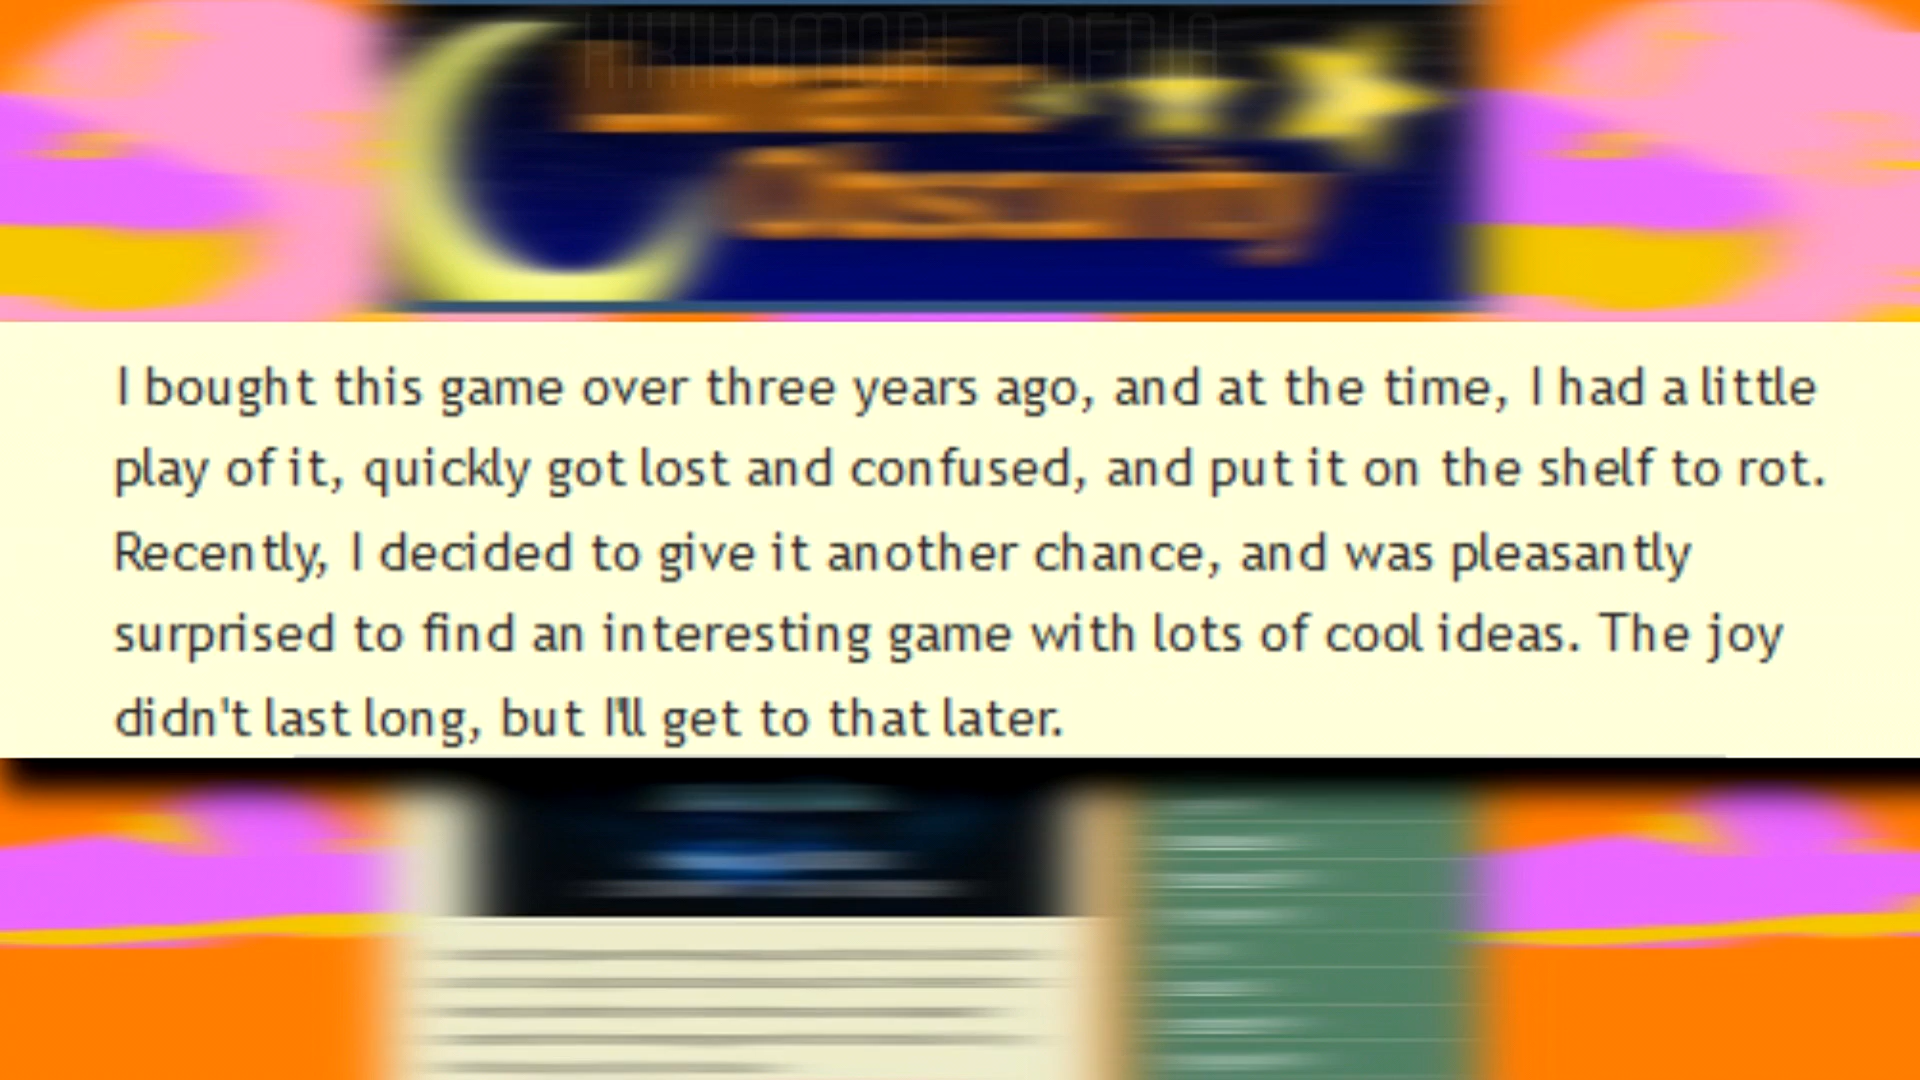 HIKIKOMORI MEDIA
I bought this game over three years ago, and at the time, I had a little
play of it, quickly got lost and confused, and put it on the shelf to rot.
Recently, I decided to give it another chance, and was pleasantly
surprised to find an interesting game with lots of cool ideas. The joy
didn't last long, but I'll get to that later.